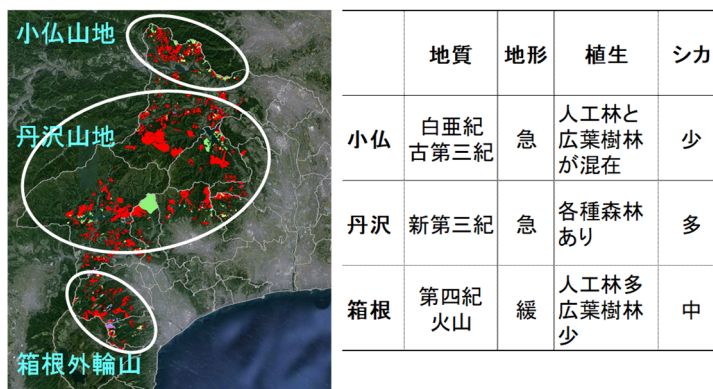 小仏山地
丹沢山地
箱根外輪山
地質 地形 植生 シカ
小仏 白亜紀 古第三紀 急 人工林と 広葉樹林 が混在 少
丹沢 新第三紀 急 各種森林 あり 多
箱根 第四紀 火山 緩 人工林多 広葉樹林 少 中